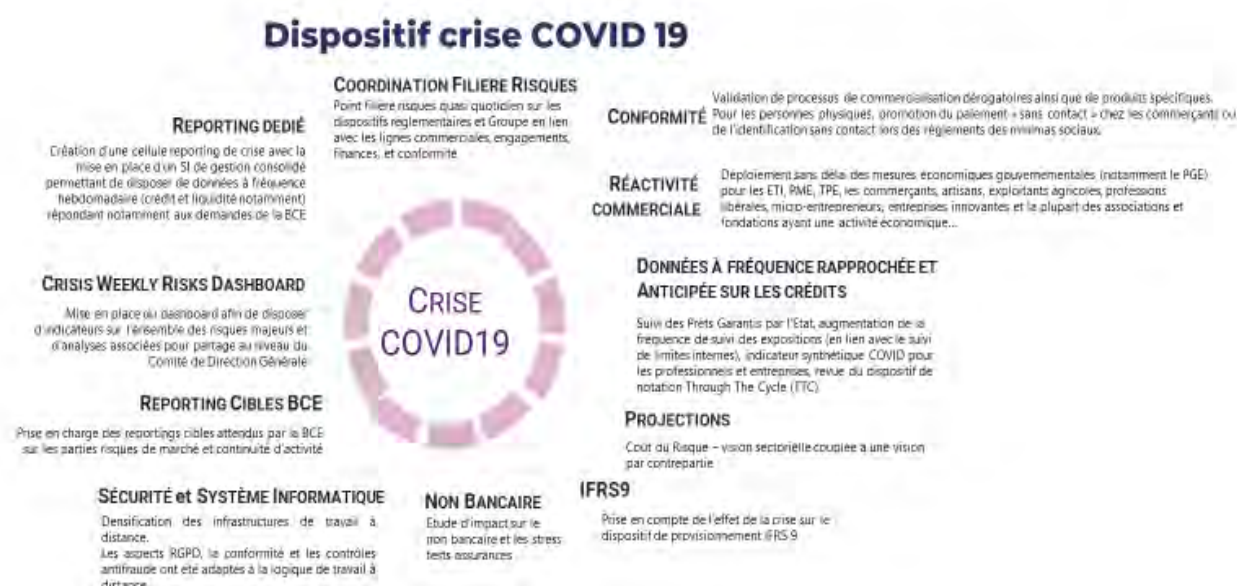 Dispositif crise COVID 19
COORDINATION FILIERE RISQUES
Point filière risques quasi quotidien sur les
dispositifs réglementaires et Groupe en lien
avec les lignes commerciales, engagements,
finances, et conformité
CONFORMITÉ
Validation de processus de commercialisation dérogatoires ainsi que de produits spécifiques.
Pour les personnes physiques, promotion du paiement « sans contact » chez les commerçants ou
de l'identification sans contact lors des règlements des minimas sociaux.
RÉACTIVITÉ
COMMERCIALE
Déploiement sans délai des mesures économiques gouvernementales (notamment le PGE)
pour les ETI, PME, TPE, les commerçants, artisans, exploitants agricoles, professions
libérales, micro-entrepreneurs, entreprises innovantes et la plupart des associations et
fondations ayant une activité économique...
DONNÉES À FRÉQUENCE RAPPROCHÉE ET
ANTICIPÉE SUR LES CRÉDITS
Suivi des Prêts Garantis par l'Etat, augmentation de la
fréquence de suivi des expositions (en lien avec le suivi
de limites internes), indicateur synthétique COVID pour
les professionnels et entreprises, revue du dispositif de
notation Through The Cycle (TTC)
PROJECTIONS
Coût du Risque – vision sectorielle couplée à une vision
par contrepartie
IFRS9
Prise en compte de l'effet de la crise sur le
dispositif de provisionnement IFRS 9
NON BANCAIRE
Etude d'impact sur le
non bancaire et les stress
tests assurances
SÉCURITÉ et SYSTÈME INFORMATIQUE
Densification des infrastructures de travail à
distance.
Les aspects RGPD, la conformité et les contrôles
antifraude ont été adaptés à la logique de travail à
distance
REPORTING CIBLES BCE
Prise en charge des reportings cibles attendus par la BCE
sur les parties risques de marché et continuité d'activité
CRISIS WEEKLY RISKS DASHBOARD
Mise en place du dashboard afin de disposer
d'indicateurs sur l'ensemble des risques majeurs et
d'analyses associées pour partage au niveau du
Comité de Direction Générale
REPORTING DEDIÉ
Création d'une cellule reporting de crise avec la
mise en place d'un SI de gestion consolidé
permettant de disposer de données à fréquence
hebdomadaire (crédit et liquidité notamment)
répondant notamment aux demandes de la BCE
CRISE
COVID19